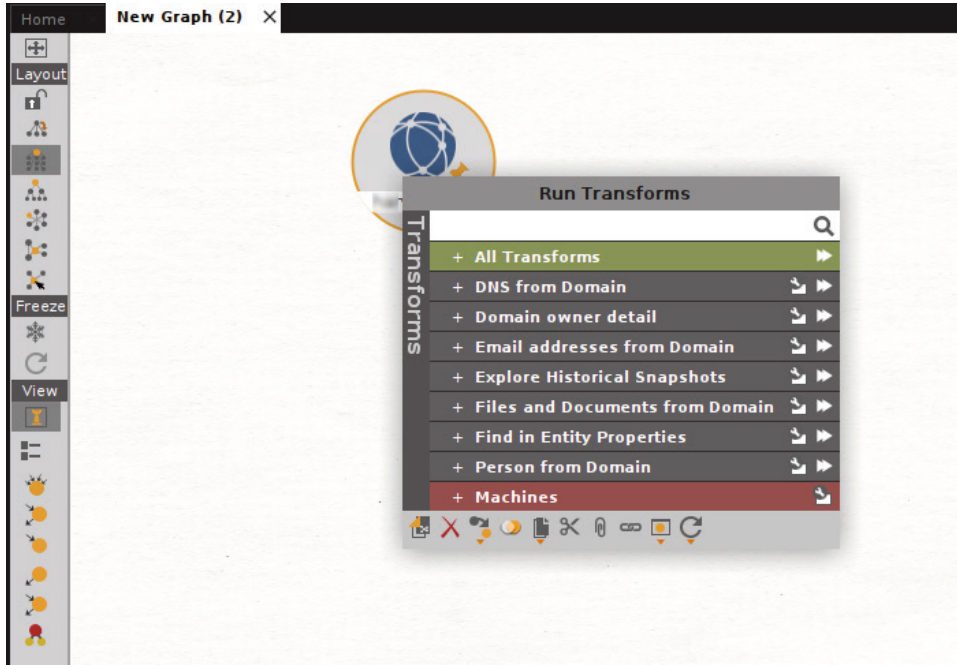 Home
New Graph (2) X
Layout
Freeze
View
Run Transforms
Transforms
+ All Transforms
+ DNS from Domain
+ Domain owner detail
+ Email addresses from Domain
+ Explore Historical Snapshots
+ Files and Documents from Domain
+ Find in Entity Properties
+ Person from Domain
+ Machines